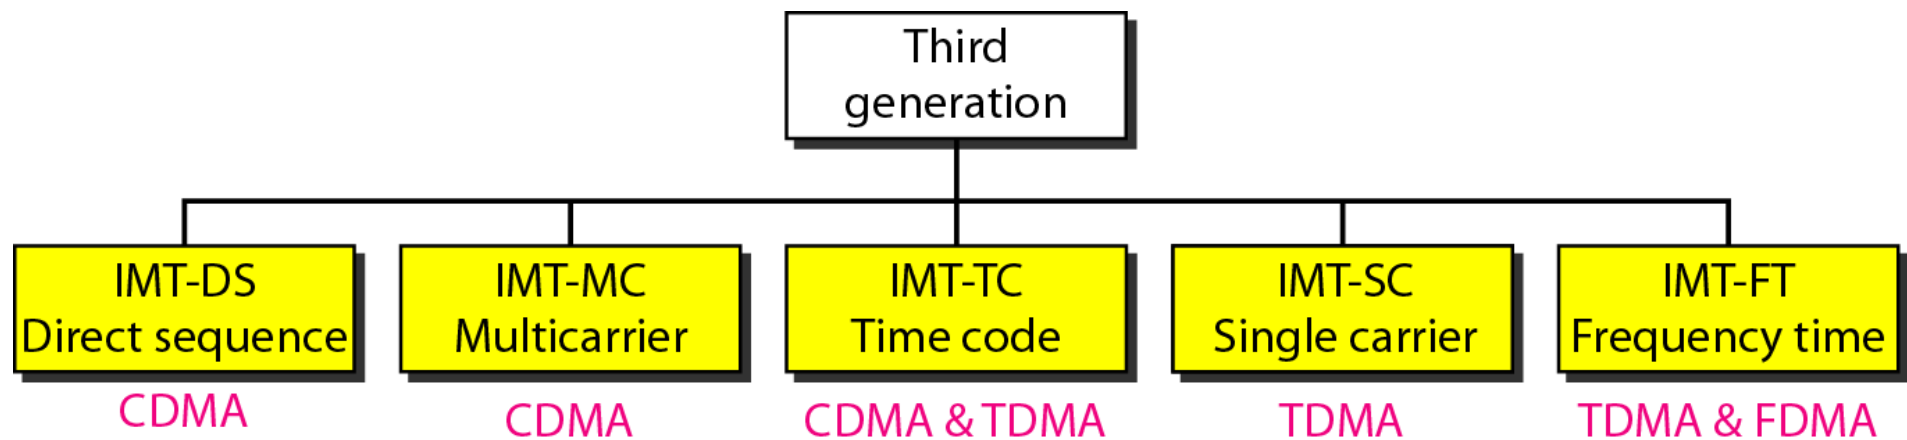 Third
generation
IMT-DS
Direct sequence
IMT-MC
Multicarrier
IMT-TC
Time code
IMT-SC
Single carrier
IMT-FT
Frequency time
CDMA
CDMA
CDMA & TDMA
TDMA
TDMA & FDMA